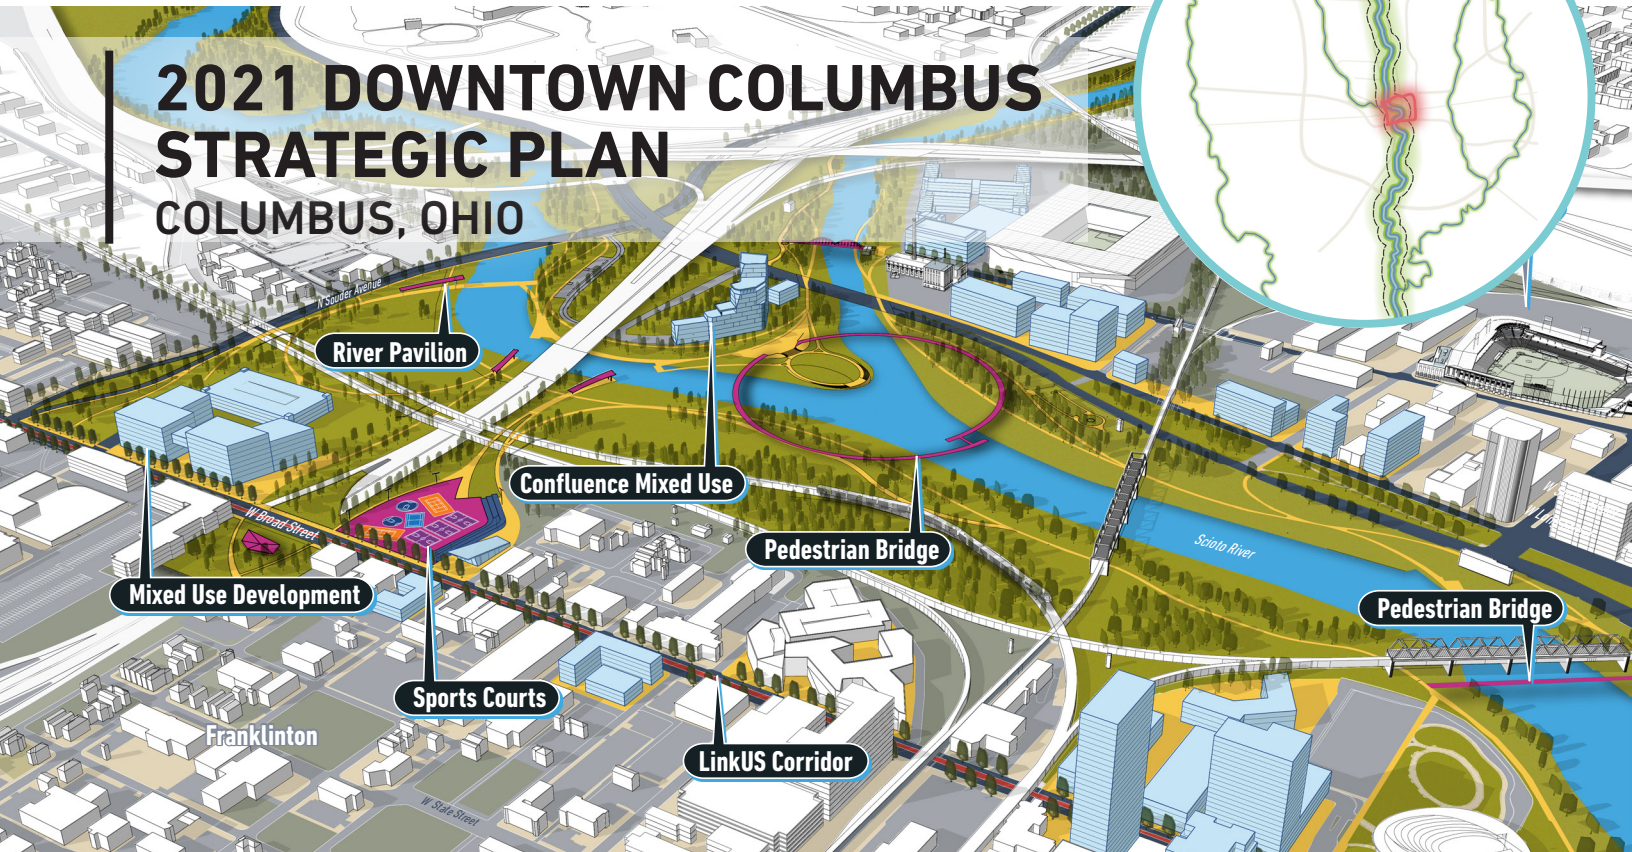 2021 DOWNTOWN COLUMBUS
STRATEGIC PLAN
COLUMBUS, OHIO
N Souder Avenue
River Pavilion
Confluence Mixed Use
W Broad Street
Pedestrian Bridge
Scioto River
Mixed Use Development
Pedestrian Bridge
Sports Courts
Franklinton
LinkUS Corridor
W State Street